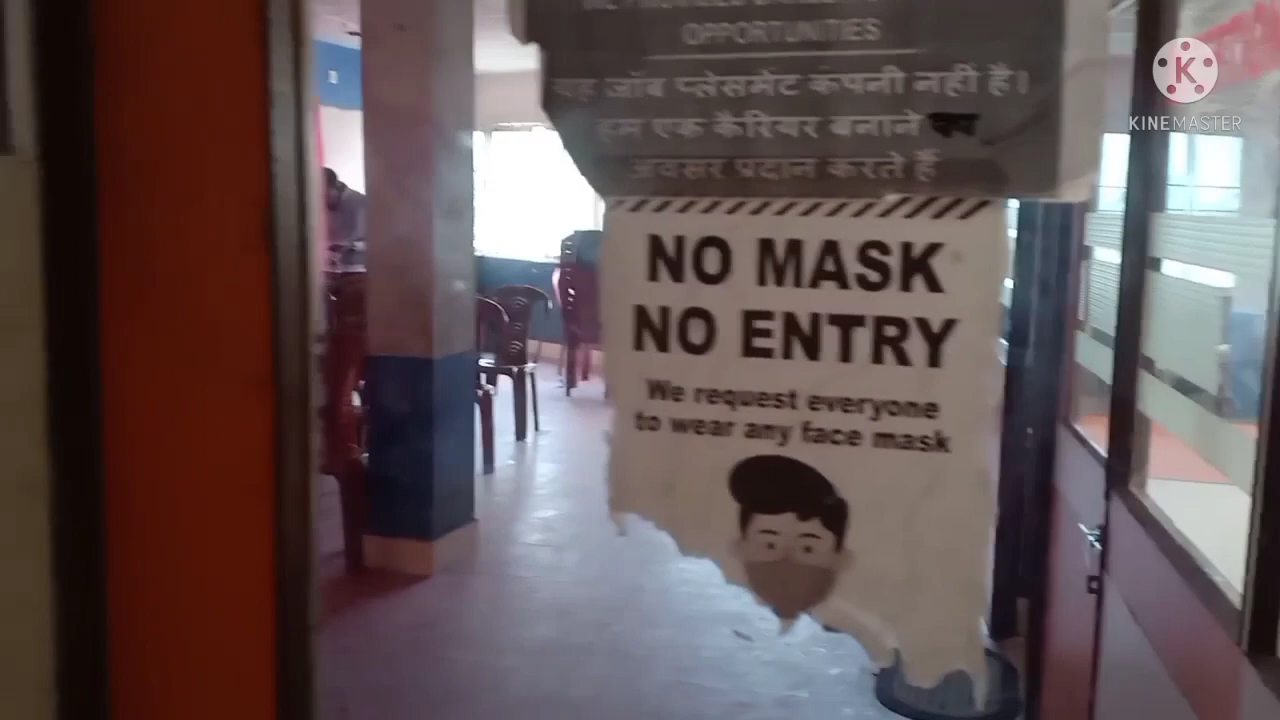 OPPORTUNITIES
यह जॉब प्लेसमेंट कंपनी नहीं है।
हम एक कैरियर बनाने का
अवसर प्रदान करते हैं
NO MASK
NO ENTRY
We request everyone
to wear any face mask
K
KINEMASTER